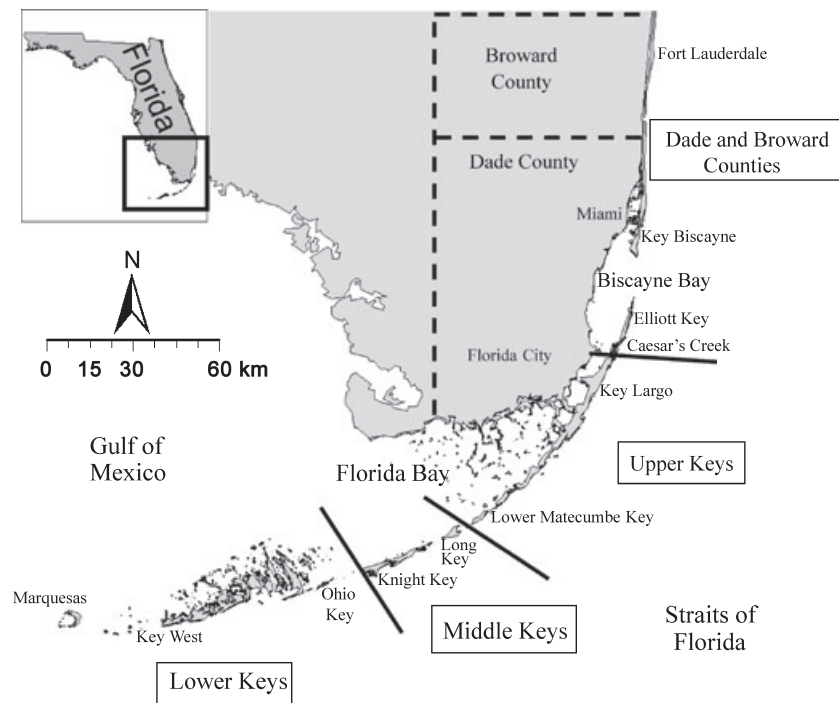 Florida
Broward
County
Fort Lauderdale
Dade and Broward
Counties
Dade County
Miami
Key Biscayne
Biscayne Bay
N
Elliott Key
Caesar's Creek
Florida City
0 15 30 60 km
Key Largo
Gulf of
Mexico
Florida Bay
Upper Keys
Lower Matecumbe Key
Long
Key
Knight Key
Ohio
Key
Marquesas
Key West
Middle Keys
Straits of
Florida
Lower Keys